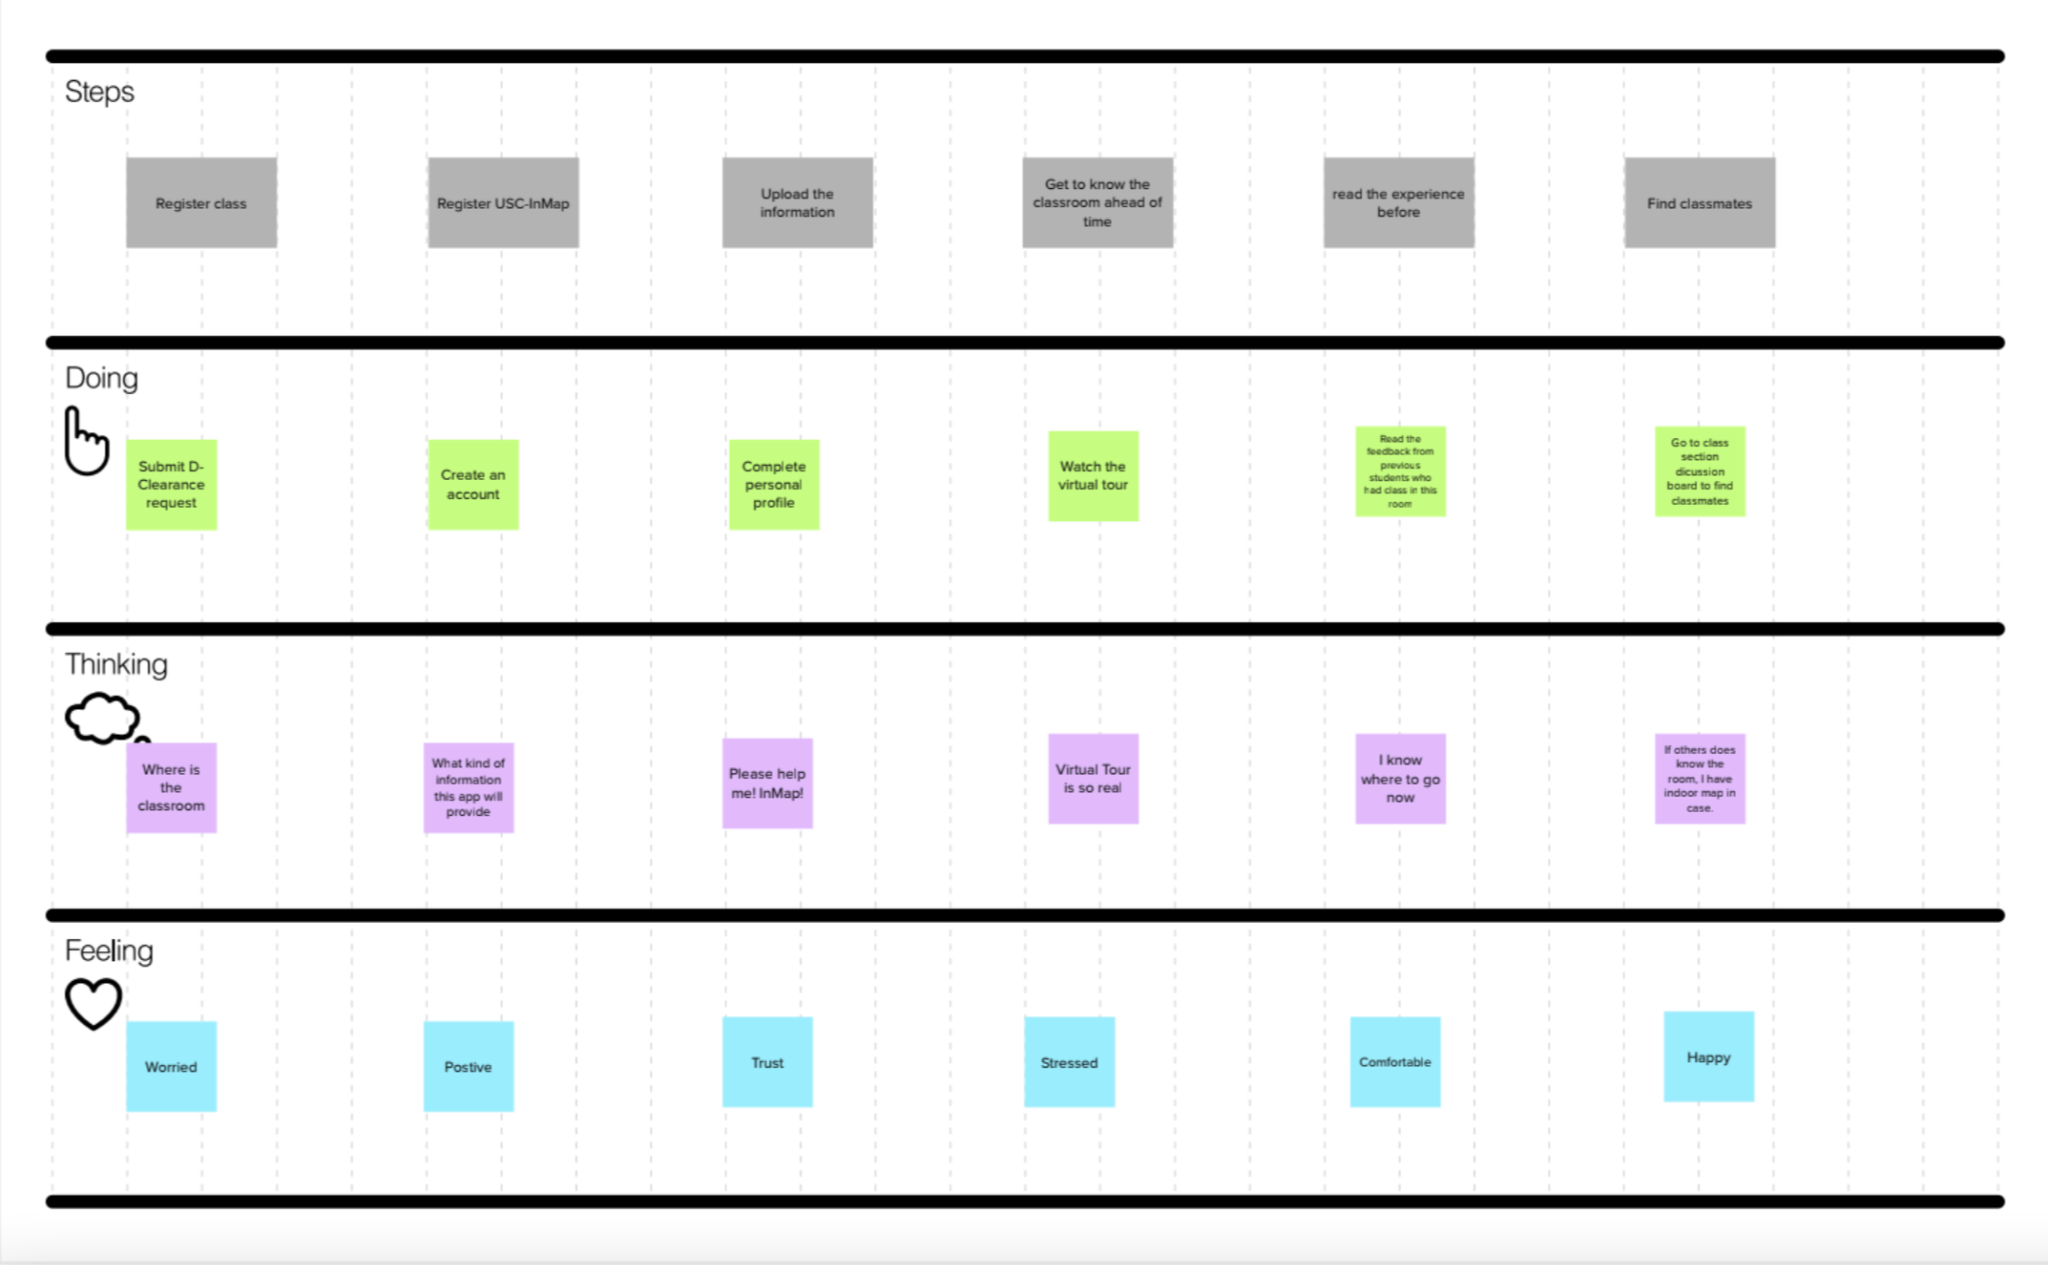 Steps
Register class
Register USC-InMap
Upload the
information
Get to know the
classroom ahead of
time
read the experience
before
Find classmates
Doing
Submit D-
Clearance
request
Create an
account
Complete
personal
profile
Watch the
virtual tour
Read the
feedback from
previous
students who
had class in this
room
Go to class
section
dicussion
board to find
classmates
Thinking
Where is
the
classroom
What kind of
information
this app will
provide
Please help
me! InMap!
Virtual Tour
is so real
I know
where to go
now
If others does
know the
room, I have
indoor map in
case.
Feeling
Worried
Postive
Trust
Stressed
Comfortable
Happy